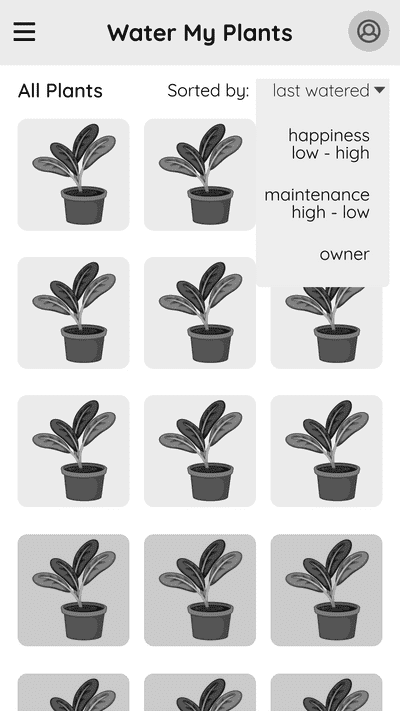 Water My Plants
All Plants
Sorted by:
last watered
happiness
low - high
maintenance
high - low
owner